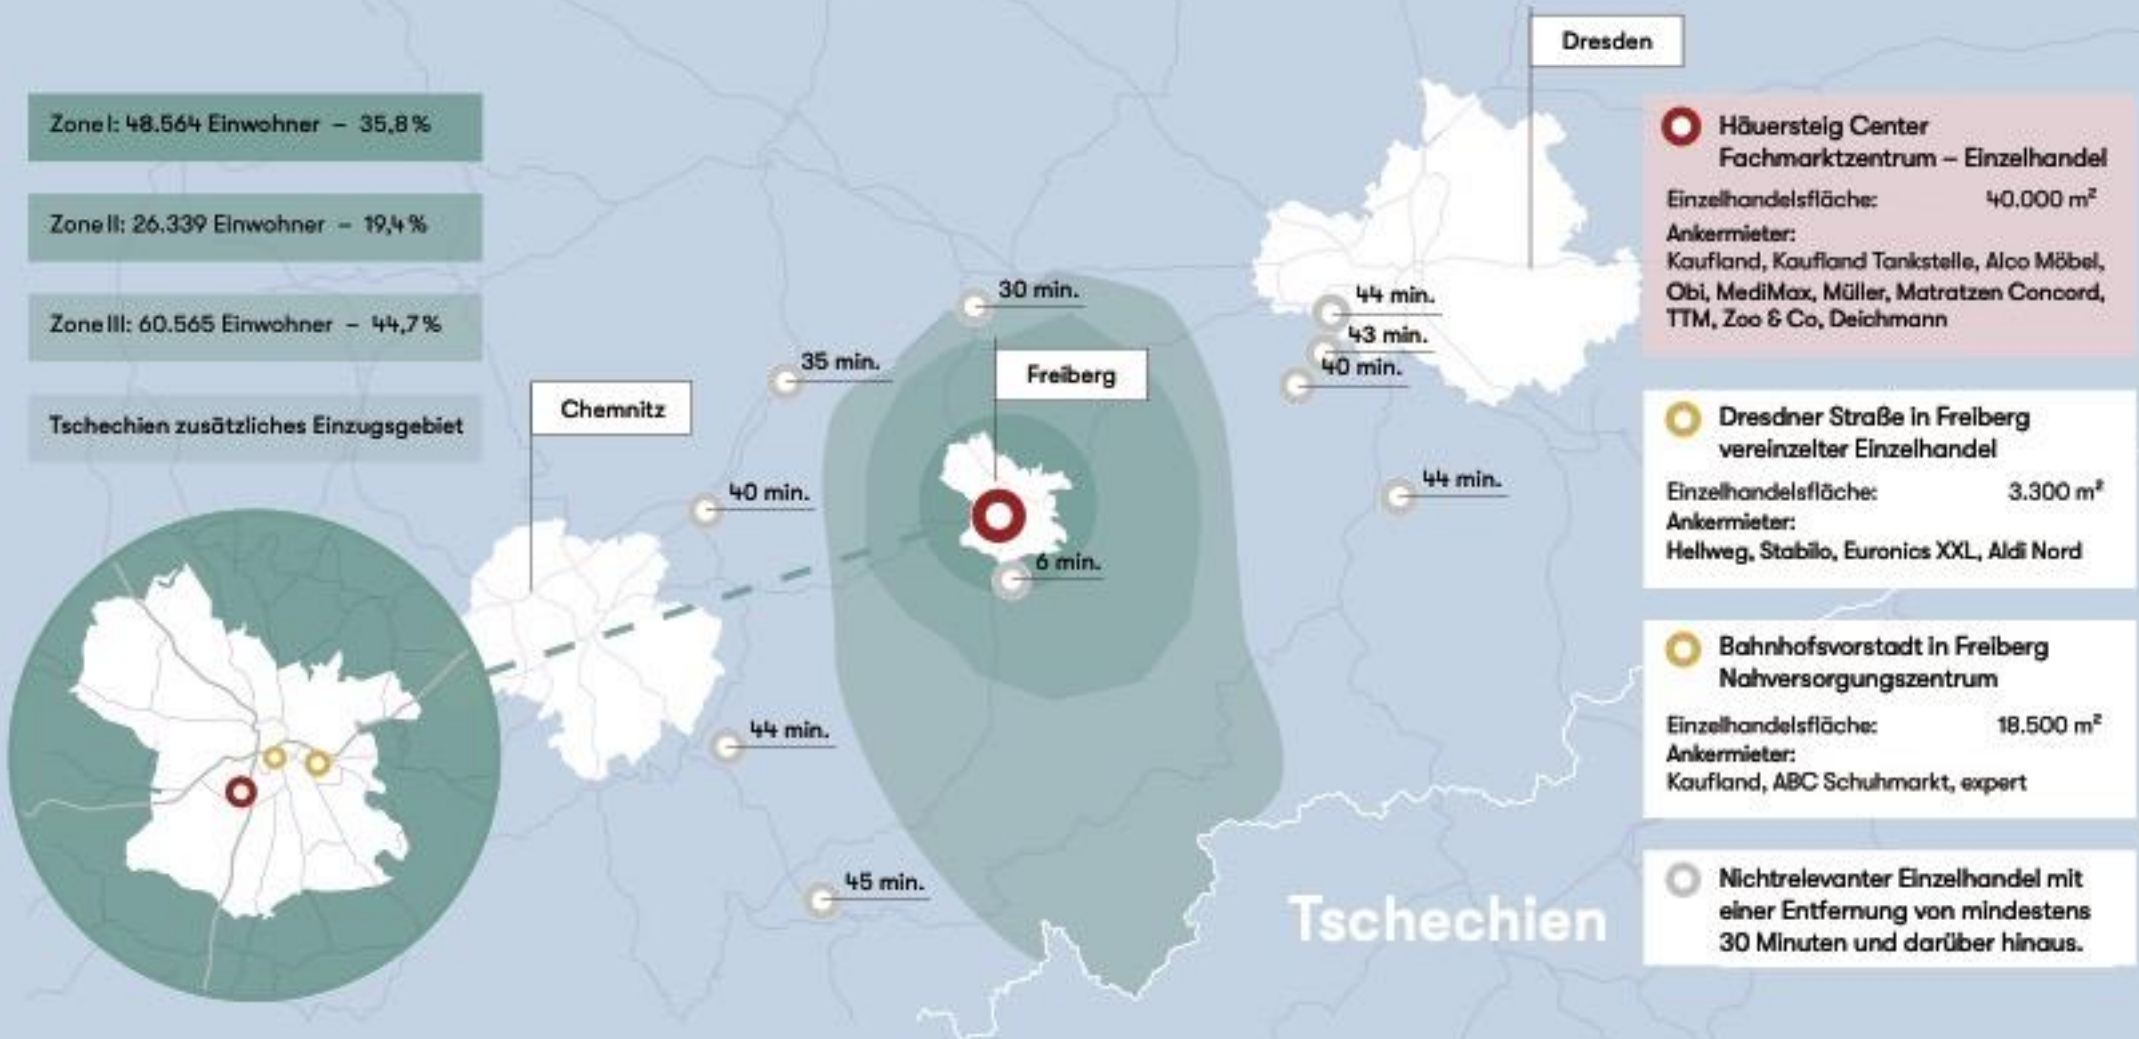 Zone I: 48.564 Einwohner – 35,8 %
Zone II: 26.339 Einwohner – 19,4 %
Zone III: 60.565 Einwohner – 44,7 %
Tschechien zusätzliches Einzugsgebiet
Chemnitz
Freiberg
Dresden
30 min.
35 min.
40 min.
6 min.
44 min.
45 min.
44 min.
43 min.
40 min.
44 min.
Tschechien
Häuersteig Center
Fachmarktzentrum – Einzelhandel
Einzelhandelsfläche: 40.000 m²
Ankermieter:
Kaufland, Kaufland Tankstelle, Alco Möbel,
Obi, MediMax, Müller, Matratzen Concord,
TTM, Zoo & Co, Deichmann
Dresdner Straße in Freiberg
vereinzelter Einzelhandel
Einzelhandelsfläche: 3.300 m²
Ankermieter:
Hellweg, Stabilo, Euronics XXL, Aldi Nord
Bahnhofsvorstadt in Freiberg
Nahversorgungszentrum
Einzelhandelsfläche: 18.500 m²
Ankermieter:
Kaufland, ABC Schuhmarkt, expert
Nichtrelevanter Einzelhandel mit
einer Entfernung von mindestens
30 Minuten und darüber hinaus.